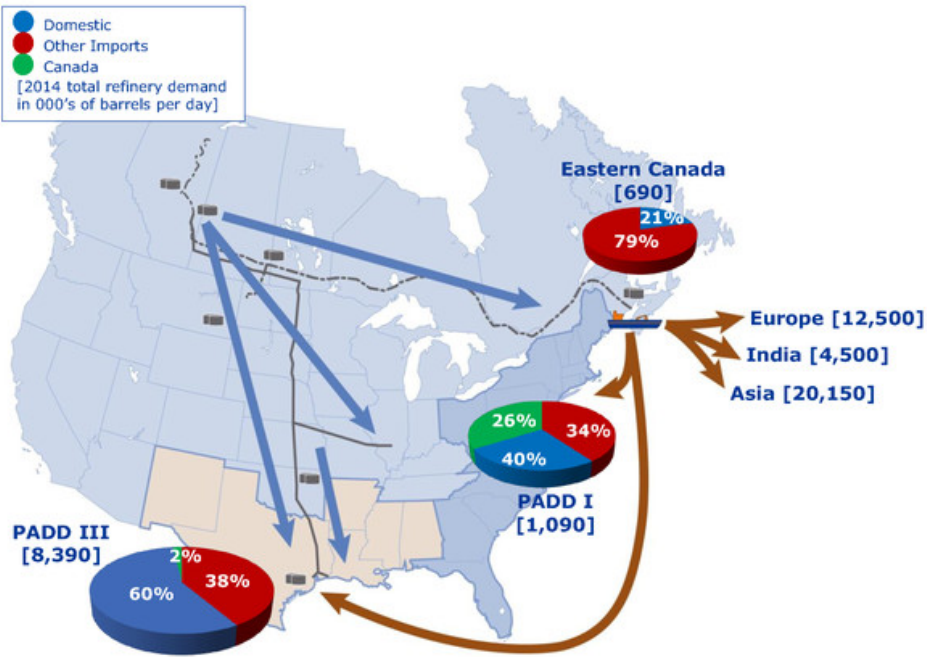 Domestic
Other Imports
Canada
[2014 total refinery demand
in 000's of barrels per day]
Eastern Canada
[690]
21%
79%
Europe [12,500]
India [4,500]
Asia [20,150]
26%
34%
40%
PADD I
[1,090]
PADD III
[8,390]
2%
38%
60%